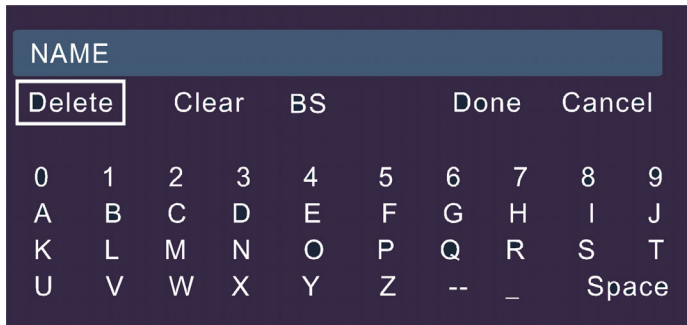 NAME
Delete Clear BS Done Cancel
0 1 2 3 4 5 6 7 8 9
A B C D E F G H I J
K L M N O P Q R S T
U V W X Y Z -- _ Space